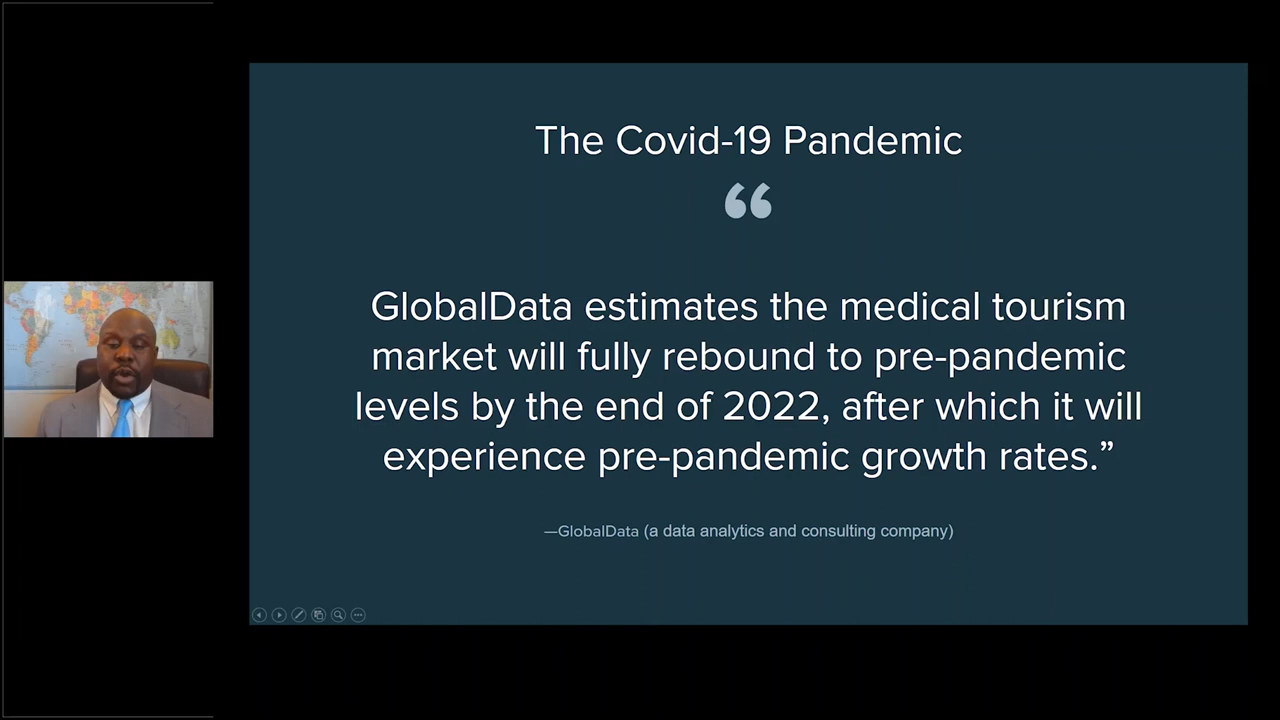 The Covid-19 Pandemic
“
GlobalData estimates the medical tourism
market will fully rebound to pre-pandemic
levels by the end of 2022, after which it will
experience pre-pandemic growth rates.”
—GlobalData (a data analytics and consulting company)